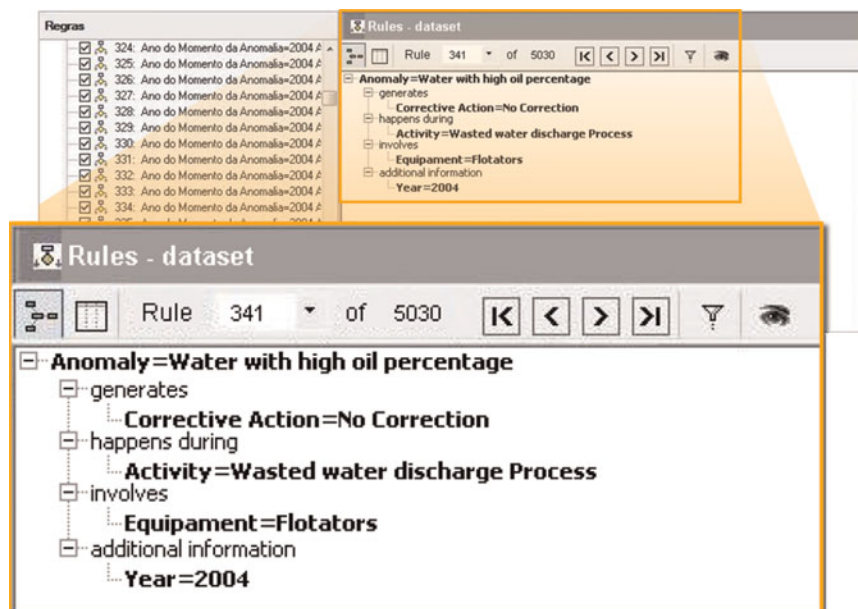 Regras
324: Ano do Momento da Anomalia=2004 A
325: Ano do Momento da Anomalia=2004 A
326: Ano do Momento da Anomalia=2004 A
327: Ano do Momento da Anomalia=2004 A
328: Ano do Momento da Anomalia=2004 A
329: Ano do Momento da Anomalia=2004 A
330: Ano do Momento da Anomalia=2004 A
331: Ano do Momento da Anomalia=2004 A
332: Ano do Momento da Anomalia=2004 A
333: Ano do Momento da Anomalia=2004 A
334: Ano do Momento da Anomalia=2004 A
Rules - dataset
Rule 341 of 5030
Anomaly=Water with high oil percentage
generates
Corrective Action=No Correction
happens during
Activity=Wasted water discharge Process
involves
Equipament=Flotators
additional information
Year=2004
Rules - dataset
Rule 341 of 5030
Anomaly=Water with high oil percentage
generates
Corrective Action=No Correction
happens during
Activity=Wasted water discharge Process
involves
Equipament=Flotators
additional information
Year=2004